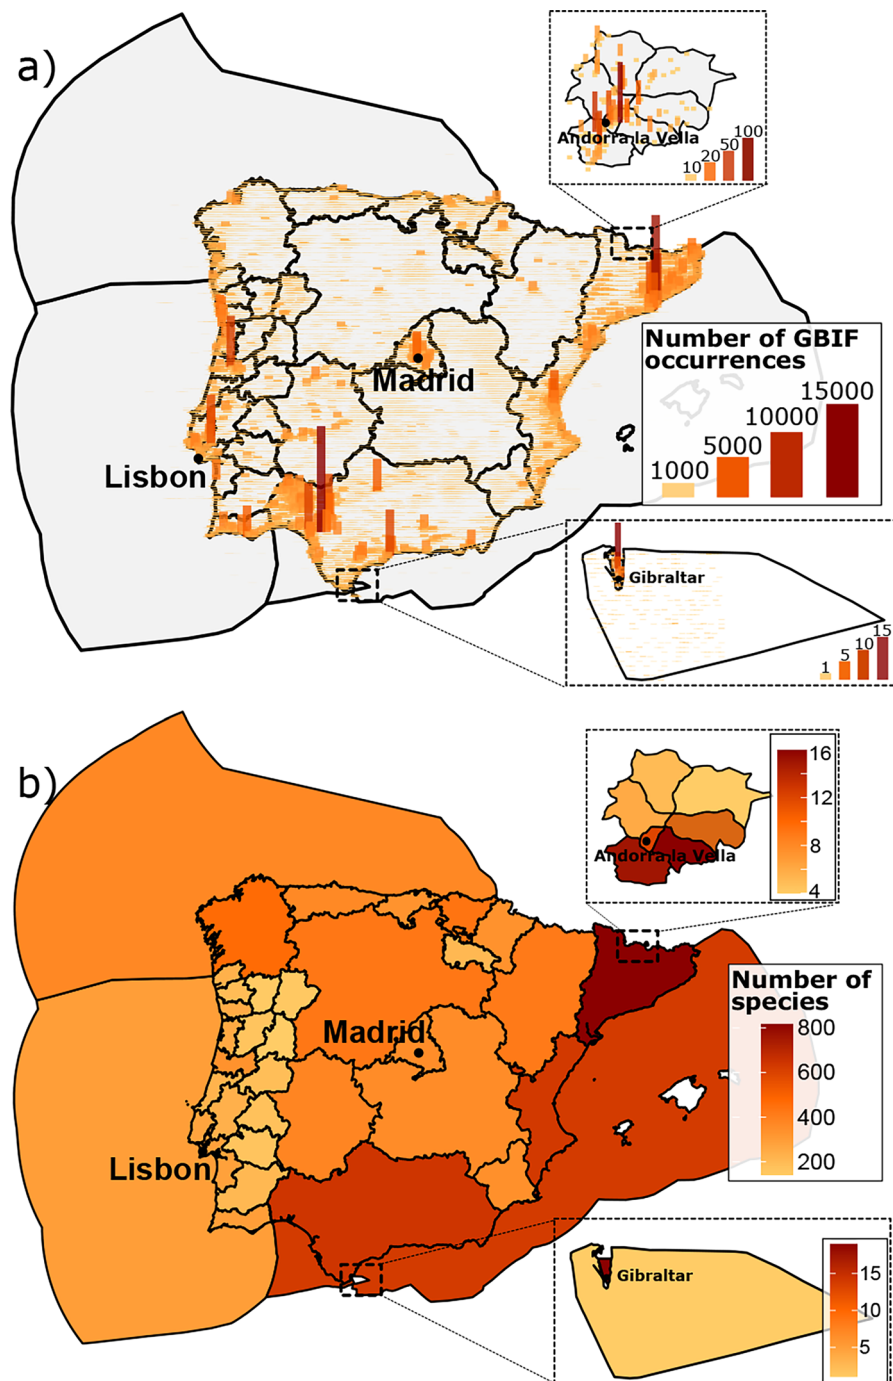 a)
Andorra la Vella
10
20
50
100
Number of GBIF
occurrences
1000
5000
10000
15000
Madrid
Lisbon
Gibraltar
1
5
10
15
b)
16
12
8
4
Andorra la Vella
Number of
species
800
600
400
200
Madrid
Lisbon
Gibraltar
15
10
5